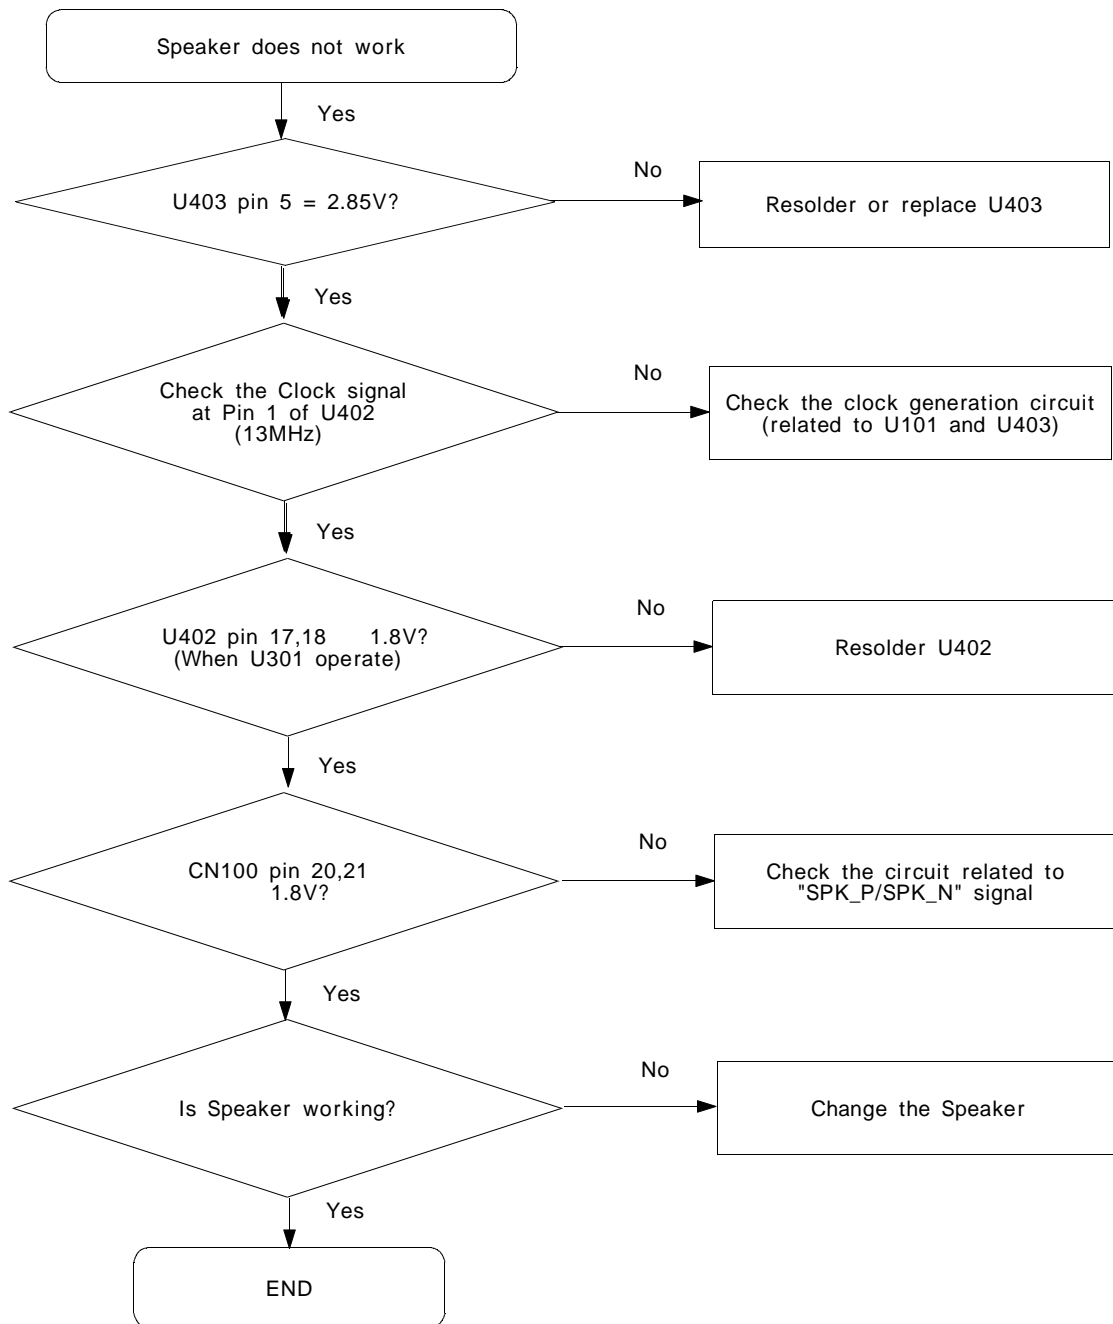 Speaker does not work
Yes
U403 pin 5 = 2.85V?
No
Resolder or replace U403
Yes
Check the Clock signal
at Pin 1 of U402
(13MHz)
No
Check the clock generation circuit
(related to U101 and U403)
Yes
U402 pin 17,18 1.8V?
(When U301 operate)
No
Resolder U402
Yes
CN100 pin 20,21
1.8V?
No
Check the circuit related to
"SPK_P/SPK_N" signal
Yes
Is Speaker working?
No
Change the Speaker
Yes
END